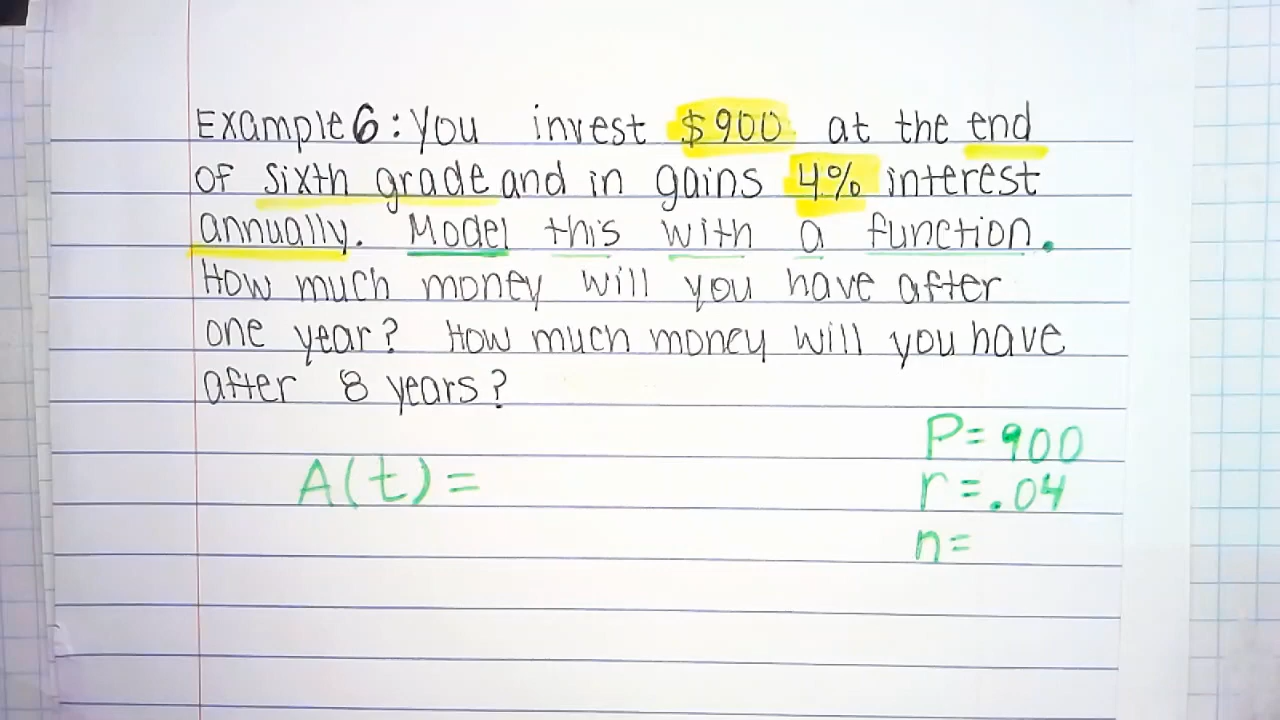 Example 6: You invest $900 at the end
of sixth grade and in gains 4% interest
annually. Model this with a function.
How much money will you have after
one year? How much money will you have
after 8 years?
P = 900
A(t) =
r = .04
n =